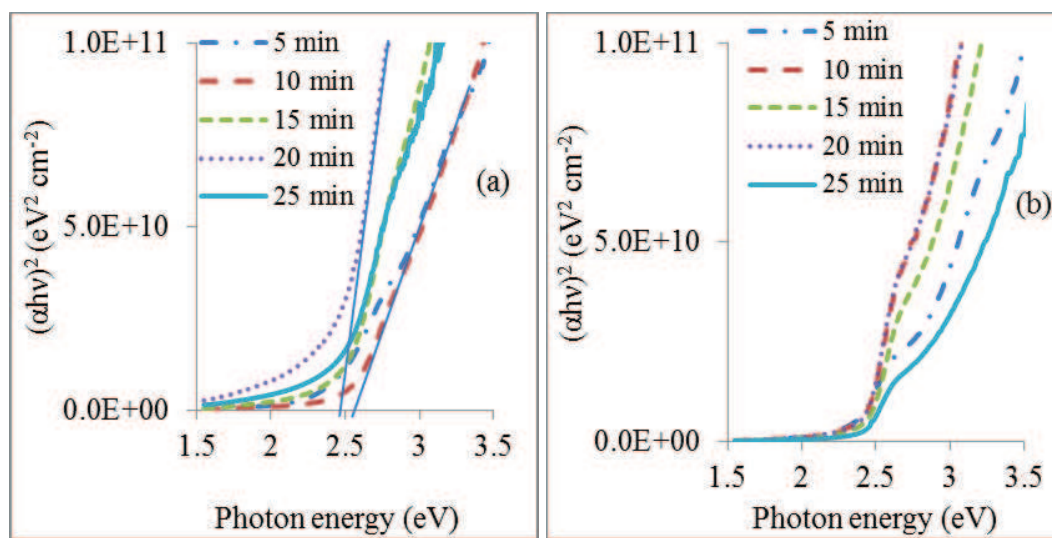 (αhν)² (eV² cm⁻²)
1.0E+11
5.0E+10
0.0E+00
5 min
10 min
15 min
20 min
25 min
(a)
1.5 2 2.5 3 3.5
Photon energy (eV)
(αhν)² (eV² cm⁻²)
1.0E+11
5.0E+10
0.0E+00
5 min
10 min
15 min
20 min
25 min
(b)
1.5 2 2.5 3 3.5
Photon energy (eV)